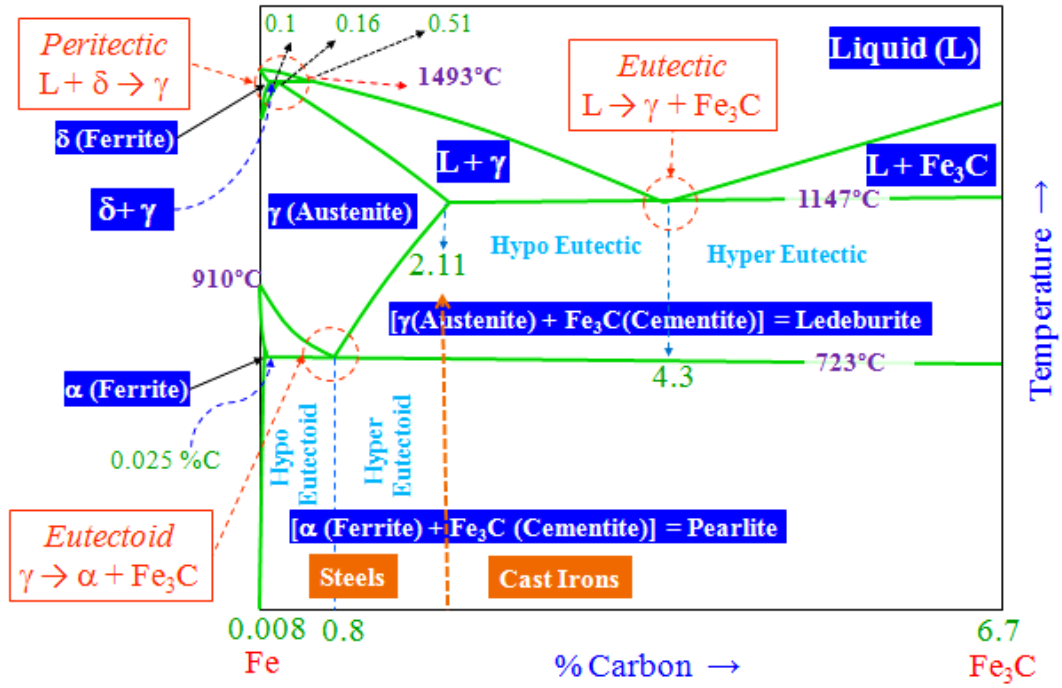 0.1
0.16
0.51
Peritectic
L + δ → γ
1493°C
Eutectic
L → γ + Fe₃C
Liquid (L)
δ (Ferrite)
L + γ
L + Fe₃C
δ+ γ
γ (Austenite)
1147°C
Hypo Eutectic
Hyper Eutectic
2.11
910°C
[γ(Austenite) + Fe₃C(Cementite)] = Ledeburite
723°C
4.3
α (Ferrite)
Temperature →
0.025 %C
Hypo
Eutectoid
Hyper
Eutectoid
Eutectoid
γ → α + Fe₃C
[α (Ferrite) + Fe₃C (Cementite)] = Pearlite
Steels
Cast Irons
0.008
0.8
6.7
Fe
% Carbon →
Fe₃C